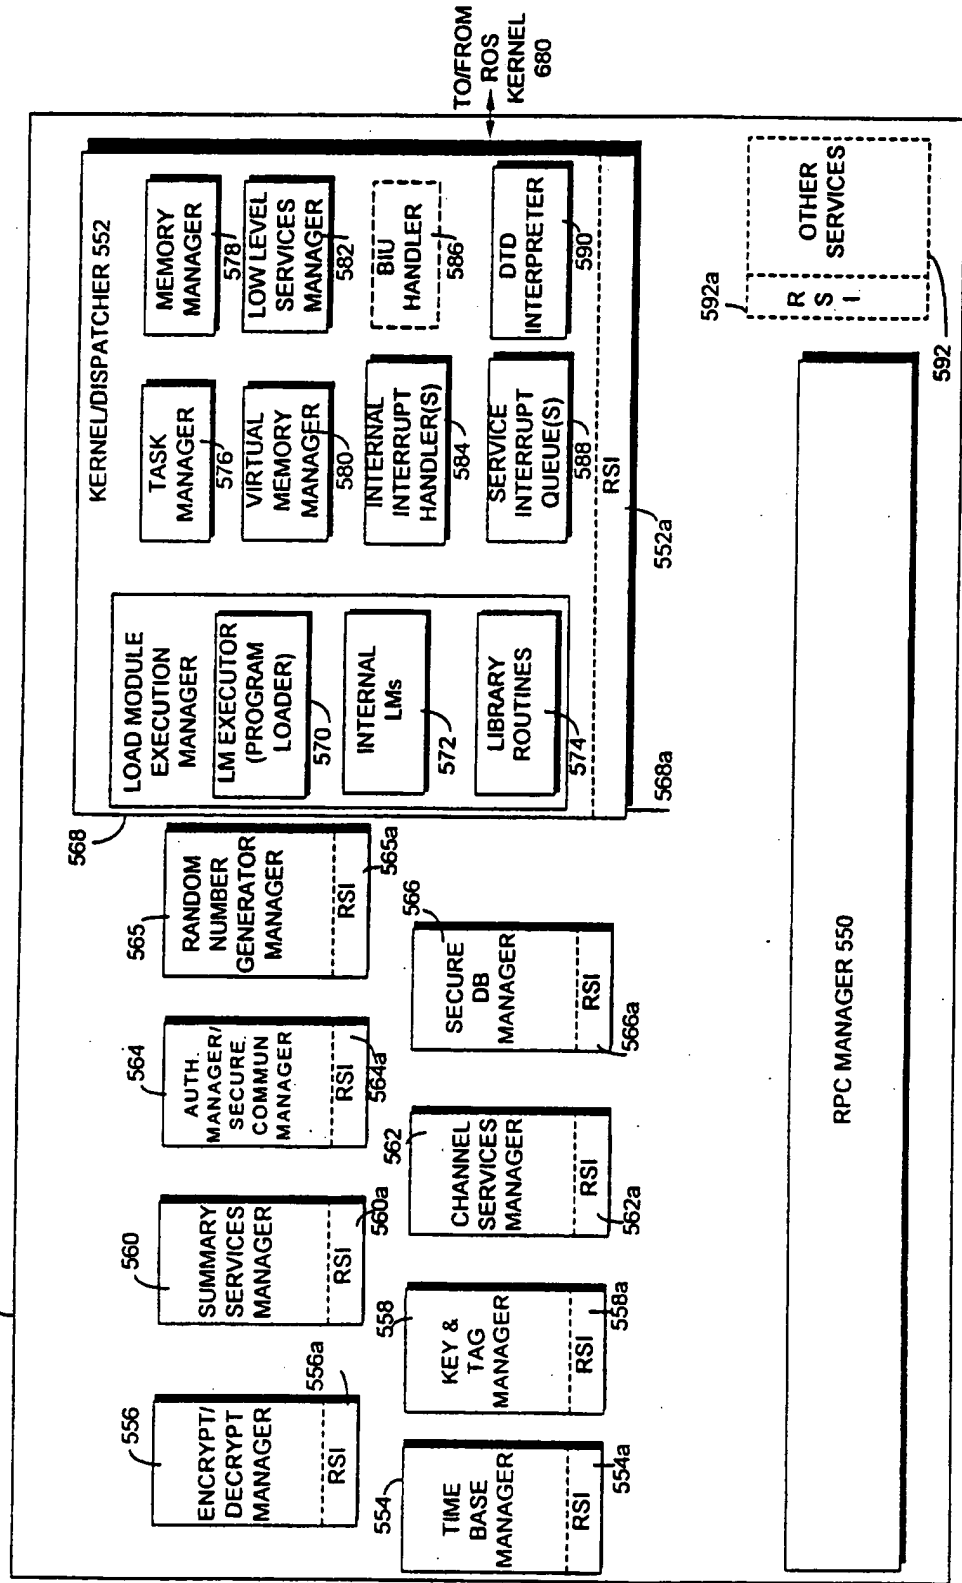 KERNEL/DISPATCHER 552
568
LOAD MODULE
EXECUTION
MANAGER
LM EXECUTOR
(PROGRAM
LOADER)
570
INTERNAL
LMs
572
LIBRARY
ROUTINES
574
568a
TASK
MANAGER
576
MEMORY
MANAGER
578
VIRTUAL
MEMORY
MANAGER
580
LOW LEVEL
SERVICES
MANAGER
582
INTERNAL
INTERRUPT
HANDLER(S)
584
BIU
HANDLER
586
SERVICE
INTERRUPT
QUEUE(S)
588
DTD
INTERPRETER
590
RSI
552a
TO/FROM
ROS
KERNEL
680
556
ENCRYPT/
DECRYPT
MANAGER
RSI
556a
560
SUMMARY
SERVICES
MANAGER
RSI
560a
564
AUTH.
MANAGER/
SECURE.
COMMUN
MANAGER
RSI
564a
565
RANDOM
NUMBER
GENERATOR
MANAGER
RSI
565a
554
TIME
BASE
MANAGER
RSI
554a
558
KEY &
TAG
MANAGER
RSI
558a
562
CHANNEL
SERVICES
MANAGER
RSI
562a
566
SECURE
DB
MANAGER
RSI
566a
592a
R
S
I
OTHER
SERVICES
592
RPC MANAGER 550